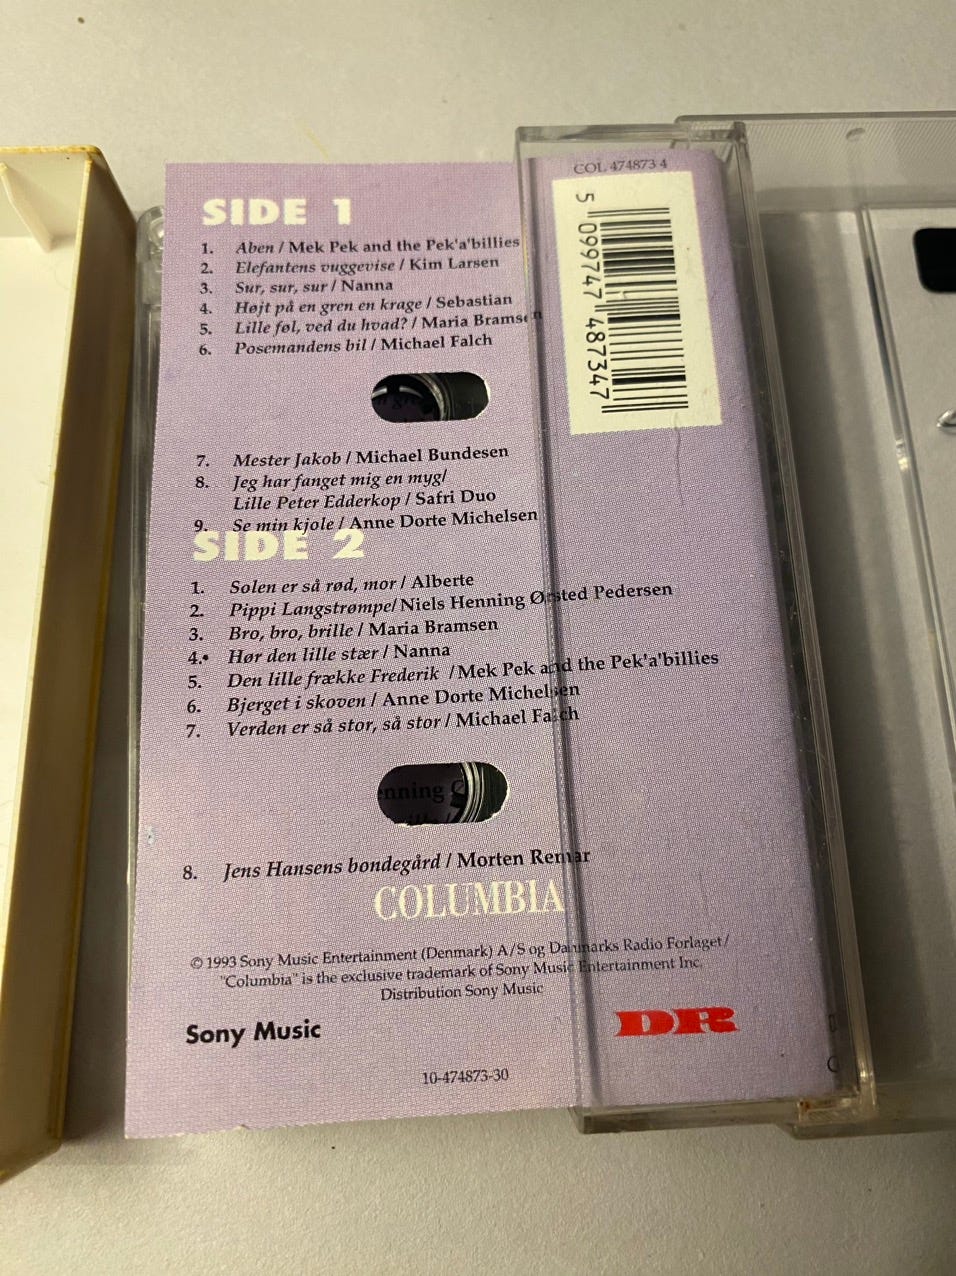 COL 474873 4
5 099747 487347
SIDE 1
1. Aben / Mek Pek and the Pek'a'billies
2. Elefantens vuggevise / Kim Larsen
3. Sur, sur, sur / Nanna
4. Højt på en gren en krage / Sebastian
5. Lille føl, ved du hvad? / Maria Bramsen
6. Posemandens bil / Michael Falch
7. Mester Jakob / Michael Bundesen
8. Jeg har fanget mig en myg/
Lille Peter Edderkop / Safri Duo
9. Se min kjole / Anne Dorte Michelsen
SIDE 2
1. Solen er så rød, mor / Alberte
2. Pippi Langstrømpe/ Niels Henning Ørsted Pedersen
3. Bro, bro, brille / Maria Bramsen
4. Hør den lille stær / Nanna
5. Den lille frække Frederik / Mek Pek and the Pek'a'billies
6. Bjerget i skoven / Anne Dorte Michelsen
7. Verden er så stor, så stor / Michael Falch
enning
8. Jens Hansens bondegård / Morten Remar
COLUMBIA
© 1993 Sony Music Entertainment (Denmark) A/S og Danmarks Radio Forlaget/
"Columbia" is the exclusive trademark of Sony Music Entertainment Inc.
Distribution Sony Music
Sony Music
DR
10-474873-30